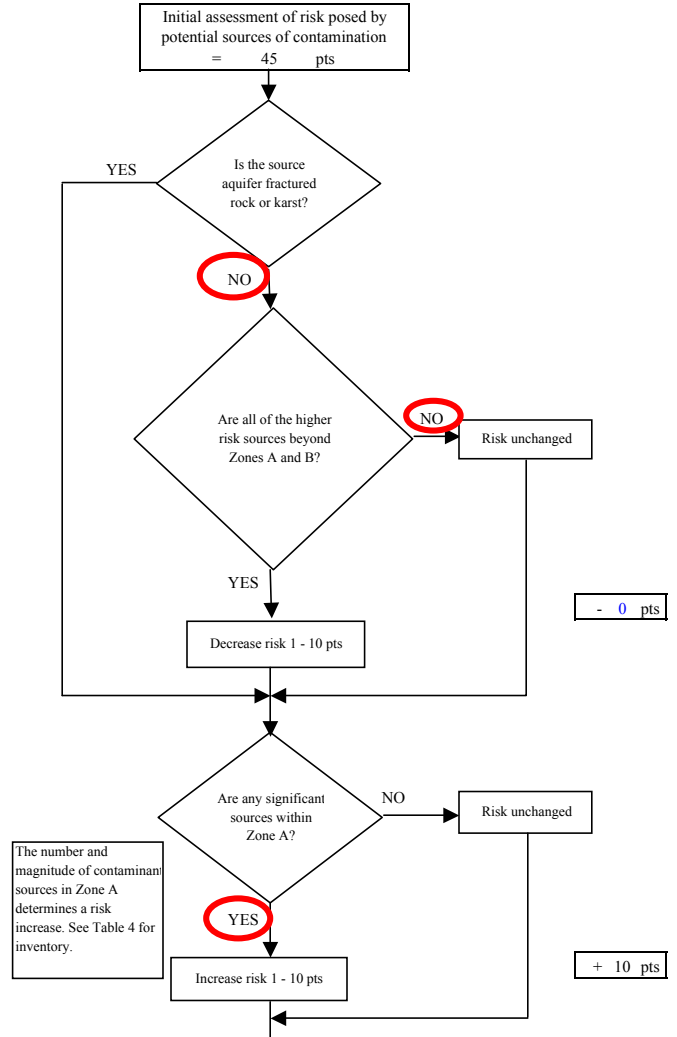 Initial assessment of risk posed by
potential sources of contamination
= 45 pts
YES
Is the source
aquifer fractured
rock or karst?
NO
Are all of the higher
risk sources beyond
Zones A and B?
NO
Risk unchanged
YES
- 0 pts
Decrease risk 1 - 10 pts
Are any significant
sources within
Zone A?
NO
Risk unchanged
The number and
magnitude of contaminant
sources in Zone A
determines a risk
increase. See Table 4 for
inventory.
YES
Increase risk 1 - 10 pts
+ 10 pts